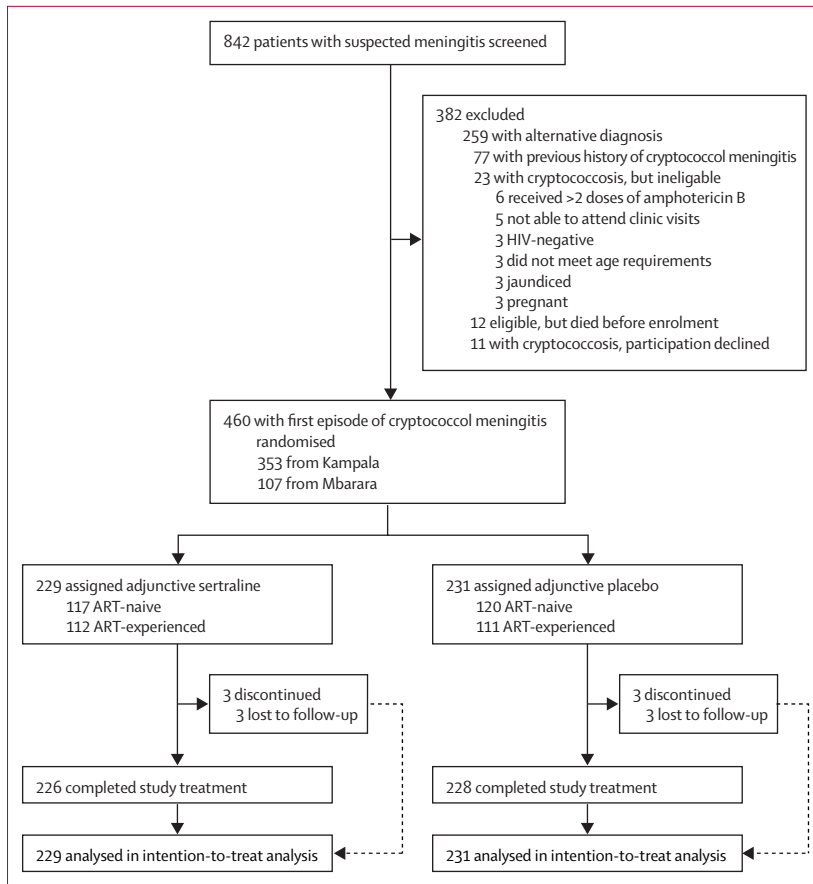 842 patients with suspected meningitis screened
382 excluded
259 with alternative diagnosis
77 with previous history of cryptococcol meningitis
23 with cryptococcosis, but ineligable
6 received >2 doses of amphotericin B
5 not able to attend clinic visits
3 HIV-negative
3 did not meet age requirements
3 jaundiced
3 pregnant
12 eligible, but died before enrolment
11 with cryptococcosis, participation declined
460 with first episode of cryptococcol meningitis
randomised
353 from Kampala
107 from Mbarara
229 assigned adjunctive sertraline
117 ART-naive
112 ART-experienced
231 assigned adjunctive placebo
120 ART-naive
111 ART-experienced
3 discontinued
3 lost to follow-up
3 discontinued
3 lost to follow-up
226 completed study treatment
228 completed study treatment
229 analysed in intention-to-treat analysis
231 analysed in intention-to-treat analysis